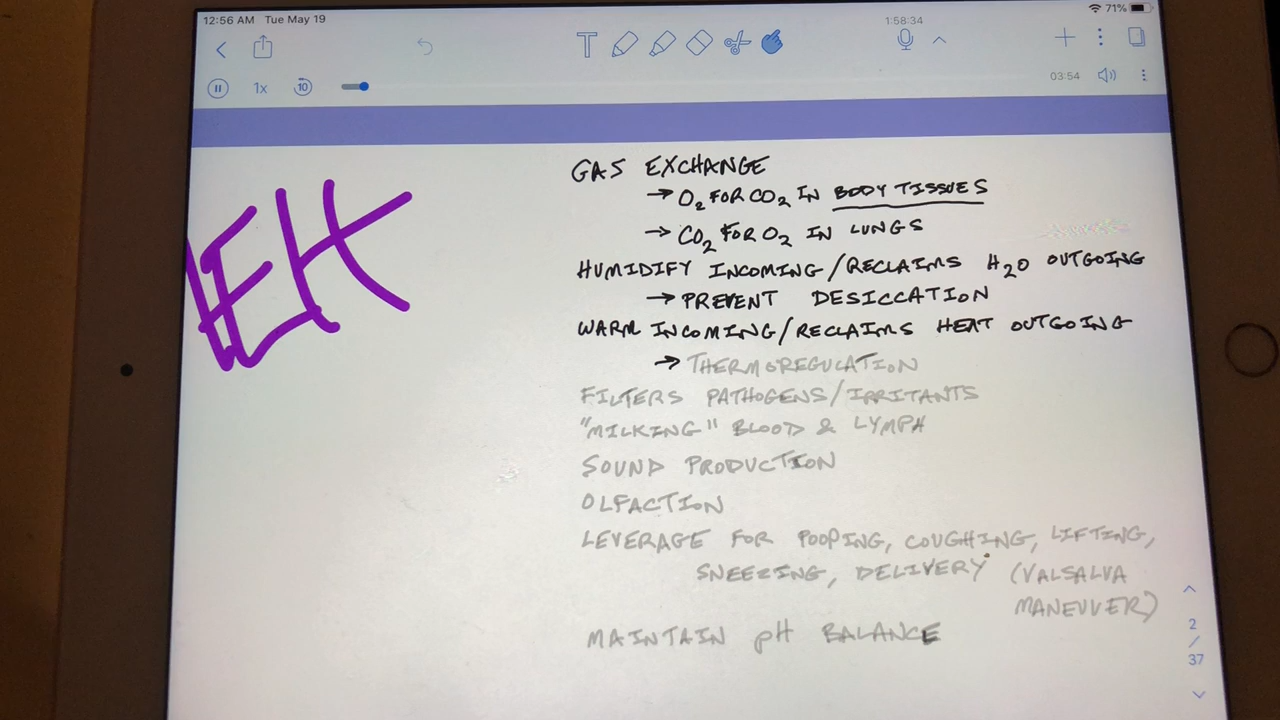 12:56 AM Tue May 19
71%
1:58:34
T
1x
10
03:54
GAS EXCHANGE
→ O₂ FOR CO₂ IN BODY TISSUES
→ CO₂ FOR O₂ IN LUNGS
HUMIDIFY INCOMING/RECLAIMS H₂O OUTGOING
→ PREVENT DESICCATION
WARM INCOMING/RECLAIMS HEAT OUTGOING
→ THERMOREGULATION
FILTERS PATHOGENS/IRRITANTS
"MILKING" BLOOD & LYMPH
SOUND PRODUCTION
OLFACTION
LEVERAGE FOR POOPING, COUGHING, LIFTING,
SNEEZING, DELIVERY (VALSALVA
MANEUVER)
MAINTAIN pH BALANCE
2
/
37